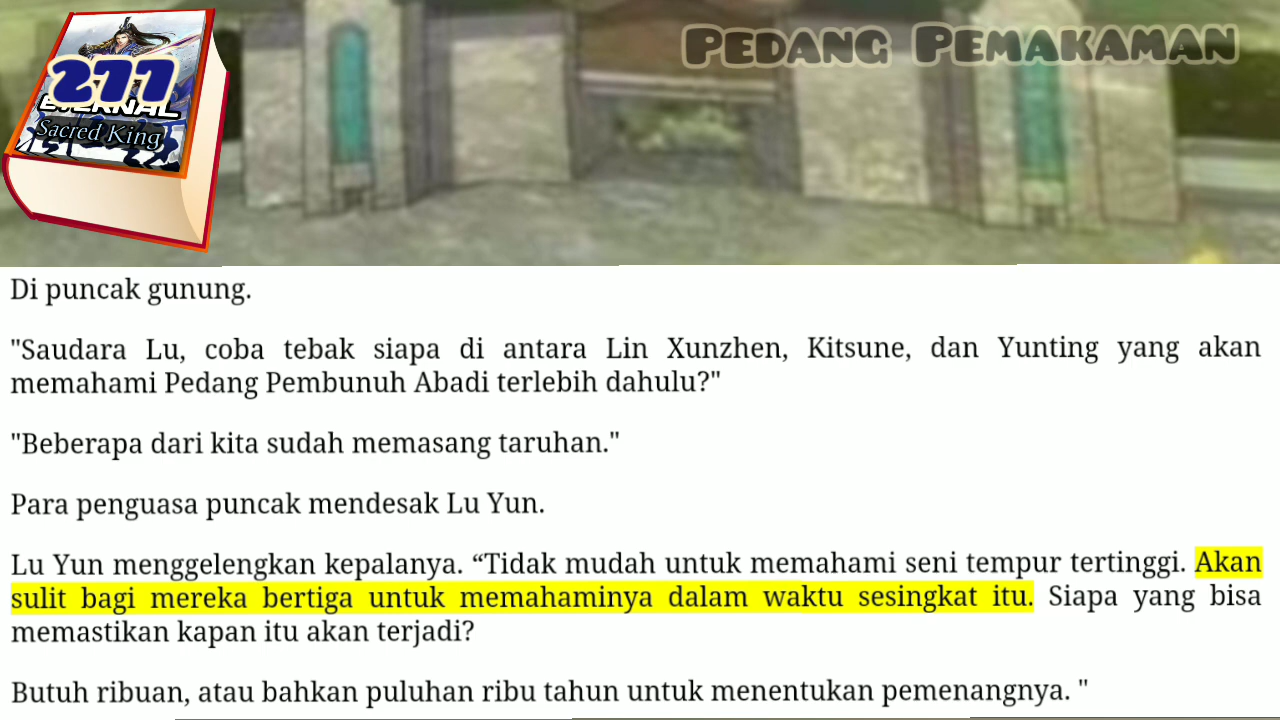 PEDANG PEMAKAMAN
277
ETERNAL
Sacred King
Di puncak gunung.
"Saudara Lu, coba tebak siapa di antara Lin Xunzhen, Kitsune, dan Yunting yang akan
memahami Pedang Pembunuh Abadi terlebih dahulu?"
"Beberapa dari kita sudah memasang taruhan."
Para penguasa puncak mendesak Lu Yun.
Lu Yun menggelengkan kepalanya. “Tidak mudah untuk memahami seni tempur tertinggi. Akan
sulit bagi mereka bertiga untuk memahaminya dalam waktu sesingkat itu. Siapa yang bisa
memastikan kapan itu akan terjadi?
Butuh ribuan, atau bahkan puluhan ribu tahun untuk menentukan pemenangnya. "